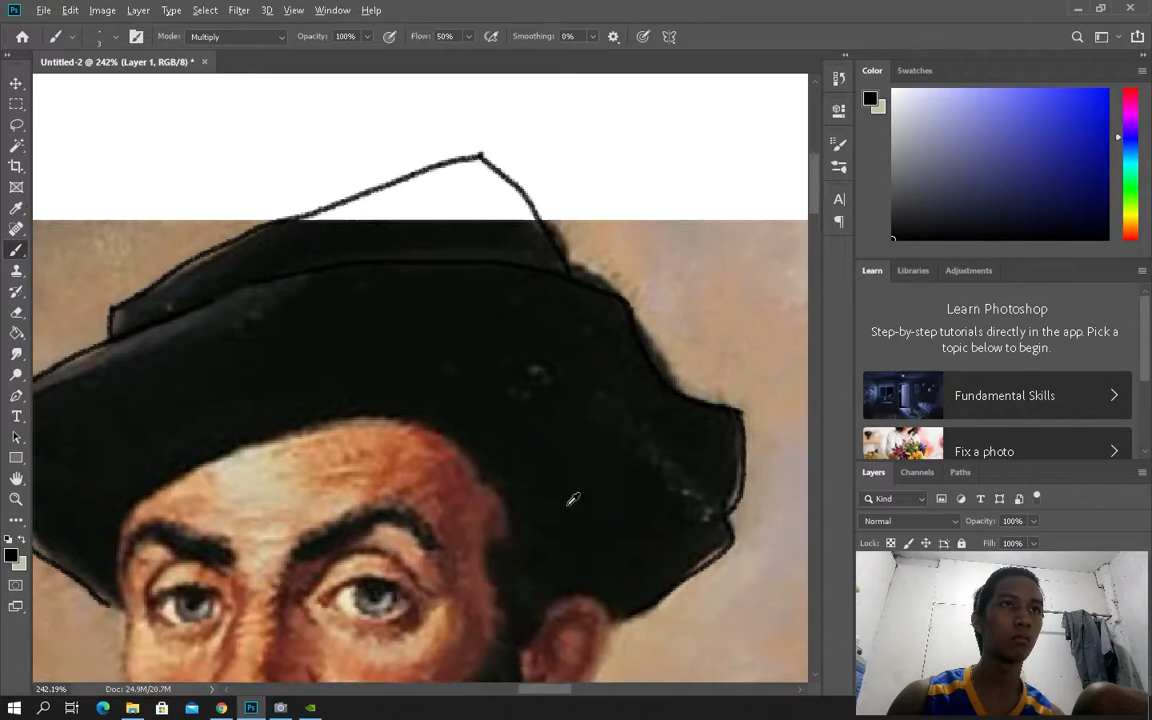 Ps File Edit Image Layer Type Select Filter 3D View Window Help
3 Mode: Multiply Opacity: 100% Flow: 50% Smoothing: 0%
Untitled-2 @ 242% (Layer 1, RGB/8) * ×
Color Swatches
Learn Libraries Adjustments
Learn Photoshop
Step-by-step tutorials directly in the app. Pick a
topic below to begin.
Fundamental Skills
Fix a photo
Layers Channels Paths
Kind
Normal Opacity: 100%
Lock: Fill: 100%
242.19% Doc: 24.9M/20.7M